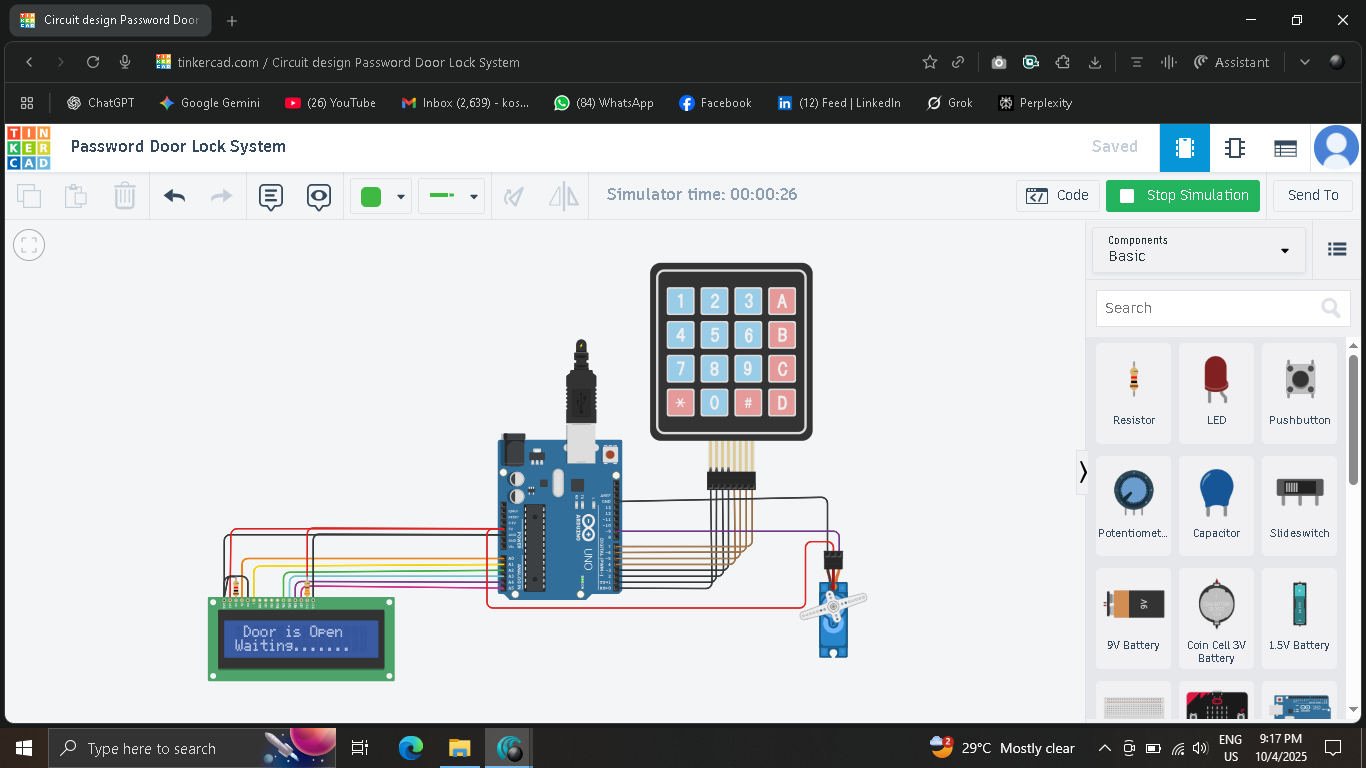 Circuit design Password Door
tinkercad.com / Circuit design Password Door Lock System
Assistant
ChatGPT
Google Gemini
(26) YouTube
Inbox (2,639) - kos...
(84) WhatsApp
Facebook
(12) Feed | LinkedIn
Grok
Perplexity
TIN
KER
CAD
Password Door Lock System
Saved
Simulator time: 00:00:26
Code
Stop Simulation
Send To
Components
Basic
Search
1 2 3 A
4 5 6 B
7 8 9 C
* 0 # D
ARDUINO
UNO
Door is Open
Waiting.......
Resistor
LED
Pushbutton
Potentiomet...
Capacitor
Slideswitch
9V
9V Battery
Coin Cell 3V
Battery
1.5V Battery
Type here to search
2
29°C Mostly clear
ENG
US
9:17 PM
10/4/2025